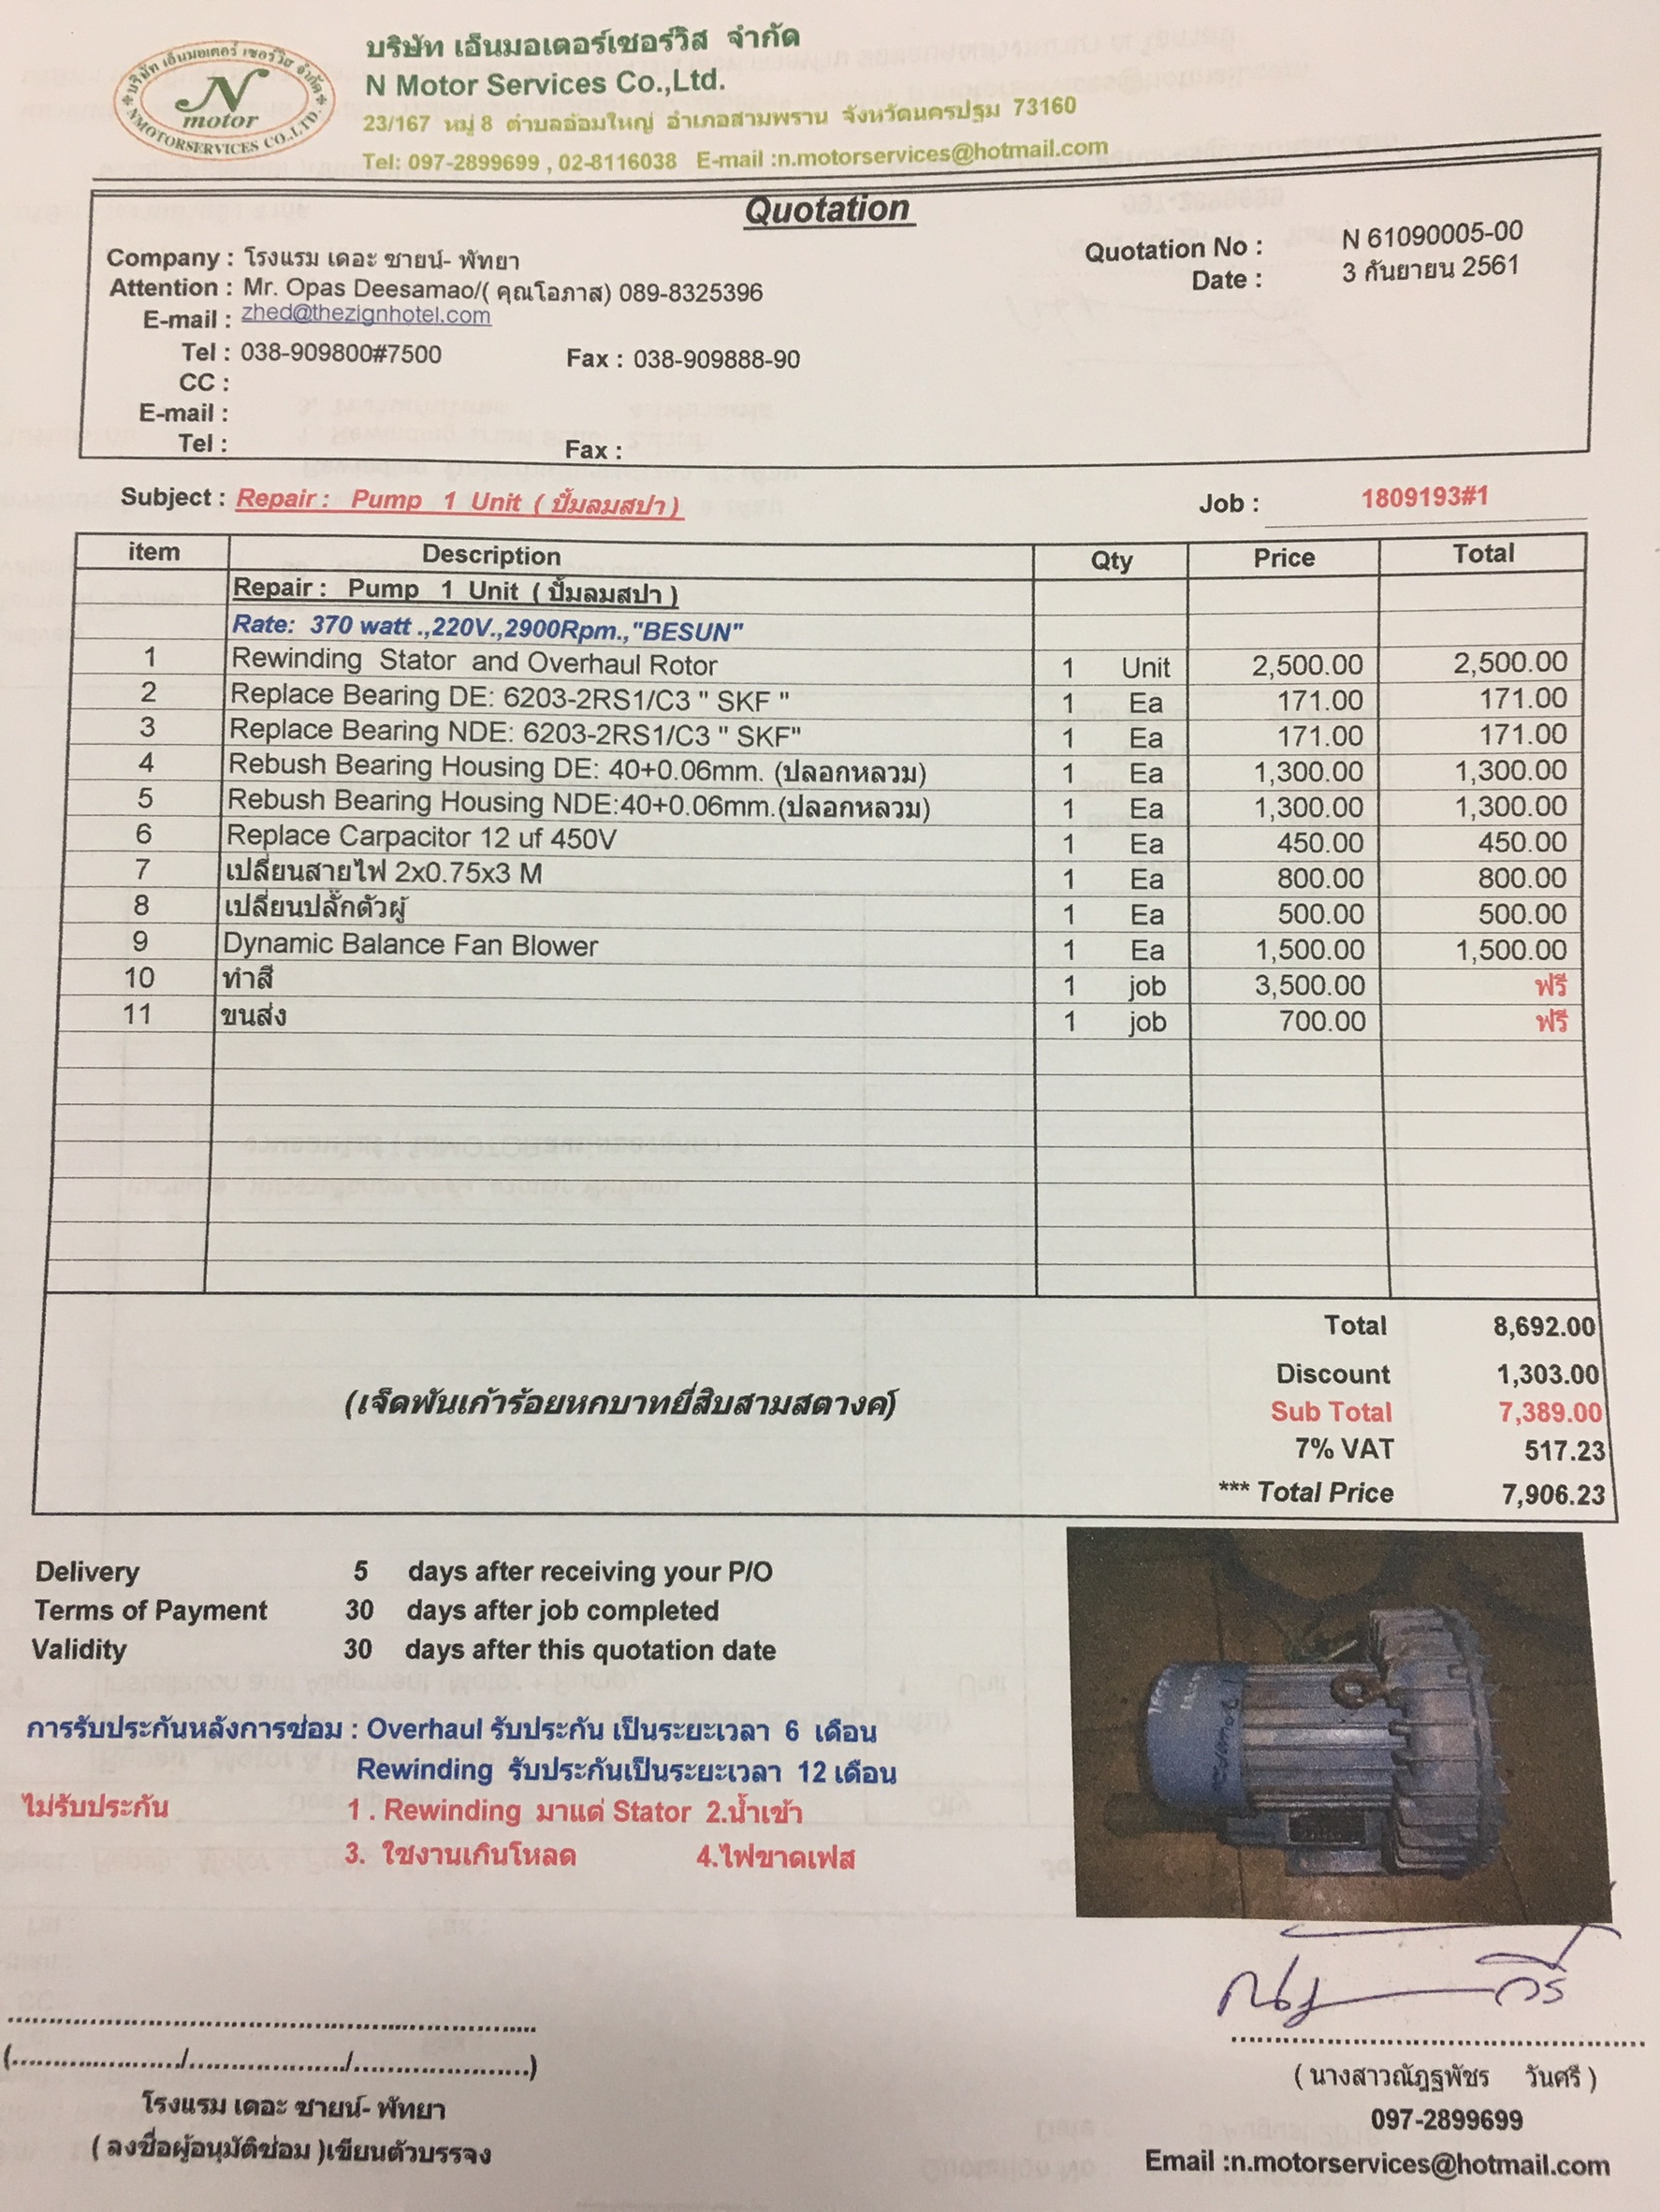 บริษัท เอ็นมอเตอร์เซอร์วิส จำกัด
N motor
NMOTORSERVICES CO.,LTD.
บริษัท เอ็นมอเตอร์เซอร์วิส จำกัด
N Motor Services Co.,Ltd.
23/167 หมู่ 8 ตำบลอ้อมใหญ่ อำเภอสามพราน จังหวัดนครปฐม 73160
Tel: 097-2899699 , 02-8116038 E-mail :n.motorservices@hotmail.com
Quotation
Company : โรงแรม เดอะ ซายน์- พัทยา
Quotation No : N 61090005-00
Attention : Mr. Opas Deesamao/( คุณโอภาส) 089-8325396
Date : 3 กันยายน 2561
E-mail : zhed@thezignhotel.com
Tel : 038-909800#7500 Fax : 038-909888-90
CC :
E-mail :
Tel : Fax :
Subject : Repair : Pump 1 Unit ( ปั้มลมสปา ) Job : 1809193#1
item Description Qty Price Total
Repair : Pump 1 Unit ( ปั้มลมสปา )
Rate: 370 watt .,220V.,2900Rpm.,"BESUN"
1 Rewinding Stator and Overhaul Rotor 1 Unit 2,500.00 2,500.00
2 Replace Bearing DE: 6203-2RS1/C3 " SKF " 1 Ea 171.00 171.00
3 Replace Bearing NDE: 6203-2RS1/C3 " SKF" 1 Ea 171.00 171.00
4 Rebush Bearing Housing DE: 40+0.06mm. (ปลอกหลวม) 1 Ea 1,300.00 1,300.00
5 Rebush Bearing Housing NDE:40+0.06mm.(ปลอกหลวม) 1 Ea 1,300.00 1,300.00
6 Replace Carpacitor 12 uf 450V 1 Ea 450.00 450.00
7 เปลี่ยนสายไฟ 2x0.75x3 M 1 Ea 800.00 800.00
8 เปลี่ยนปลั๊กตัวผู้ 1 Ea 500.00 500.00
9 Dynamic Balance Fan Blower 1 Ea 1,500.00 1,500.00
10 ทำสี 1 job 3,500.00 ฟรี
11 ขนส่ง 1 job 700.00 ฟรี
Total 8,692.00
Discount 1,303.00
(เจ็ดพันเก้าร้อยหกบาทยี่สิบสามสตางค์)
Sub Total 7,389.00
7% VAT 517.23
*** Total Price 7,906.23
Delivery 5 days after receiving your P/O
Terms of Payment 30 days after job completed
Validity 30 days after this quotation date
การรับประกันหลังการซ่อม : Overhaul รับประกัน เป็นระยะเวลา 6 เดือน
Rewinding รับประกันเป็นระยะเวลา 12 เดือน
ไม่รับประกัน 1 . Rewinding มาแต่ Stator 2.น้ำเข้า
3. ใช่งานเกินโหลด 4.ไฟขาดเฟส
(...................../..................../.....................)
โรงแรม เดอะ ซายน์- พัทยา
( ลงชื่อผู้อนุมัติซ่อม )เขียนตัวบรรจง
( นางสาวณัฏฐพัชร วันศรี )
097-2899699
Email :n.motorservices@hotmail.com